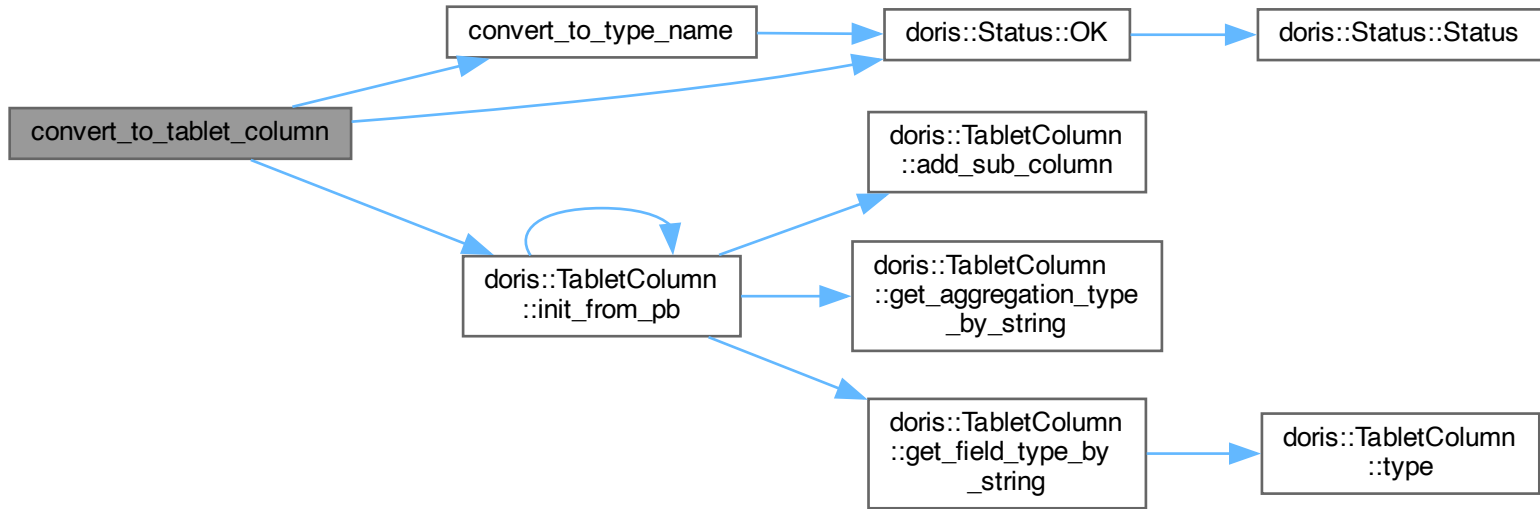 convert_to_tablet_column
convert_to_type_name
doris::Status::OK
doris::Status::Status
doris::TabletColumn
::init_from_pb
doris::TabletColumn
::add_sub_column
doris::TabletColumn
::get_aggregation_type
_by_string
doris::TabletColumn
::get_field_type_by
_string
doris::TabletColumn
::type